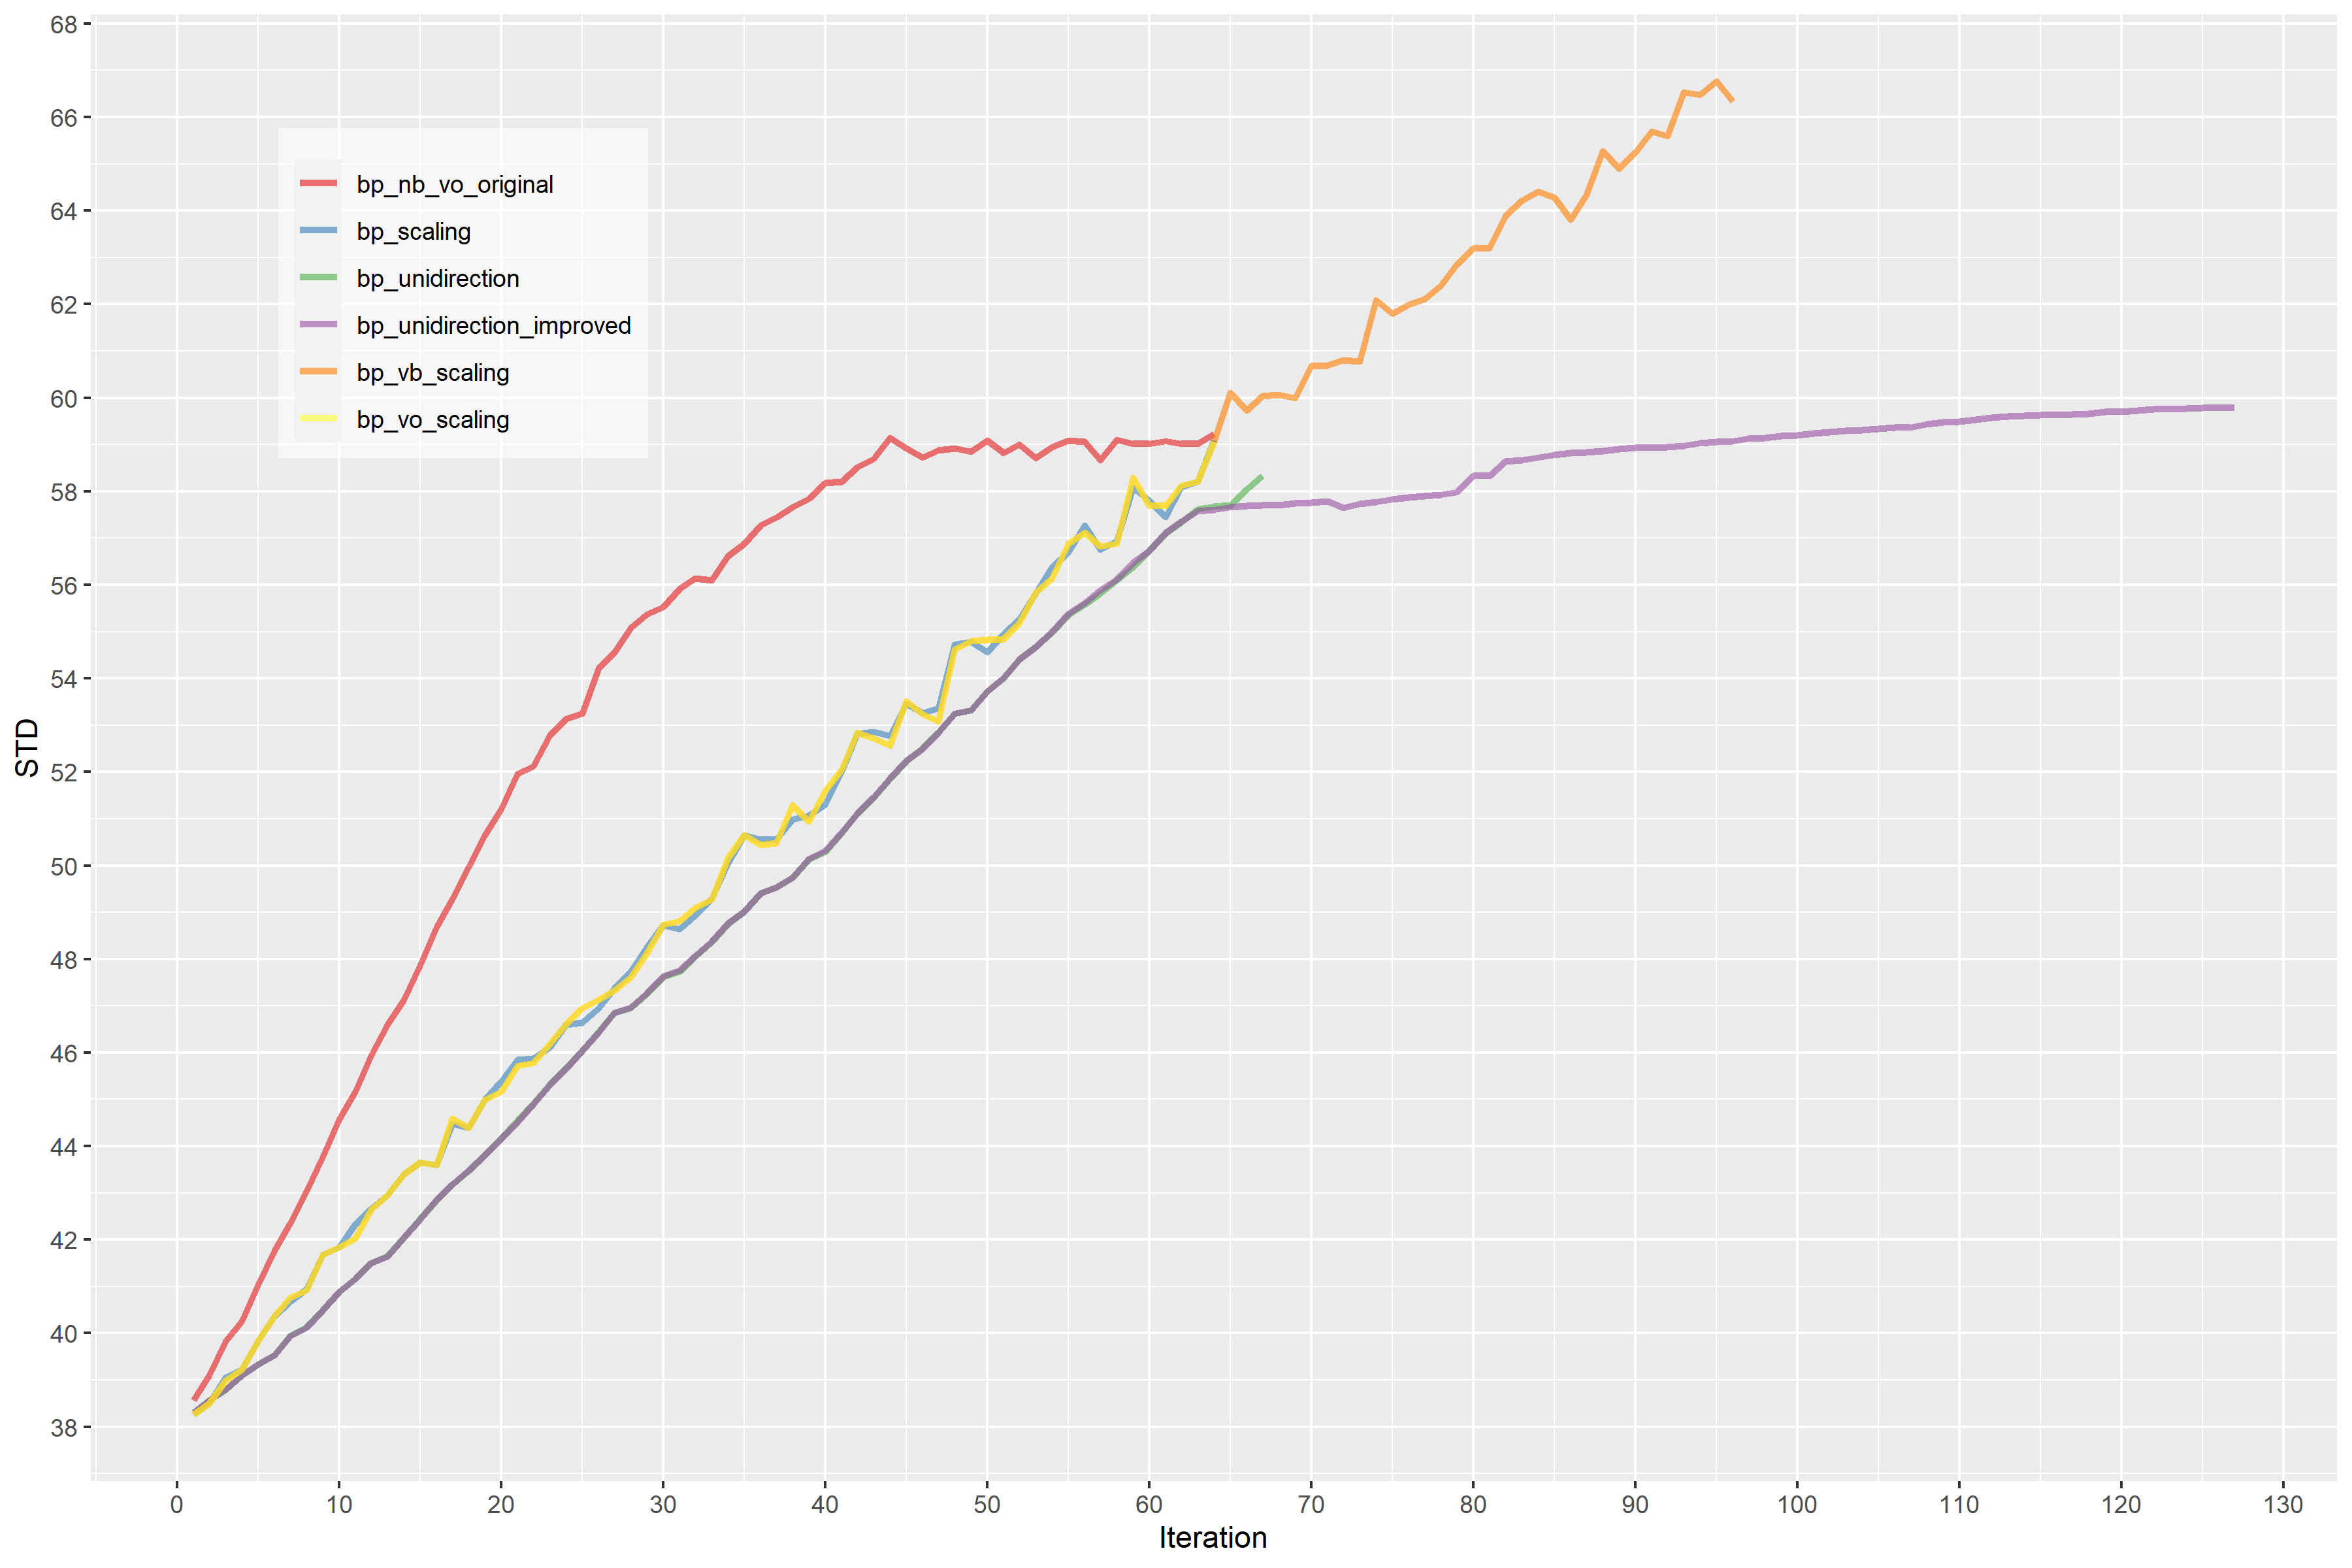 68
66
64
62
60
58
56
54
52
50
48
46
44
42
40
38
STD
bp_nb_vo_original
bp_scaling
bp_unidirection
bp_unidirection_improved
bp_vb_scaling
bp_vo_scaling
0 10 20 30 40 50 60 70 80 90 100 110 120 130
Iteration